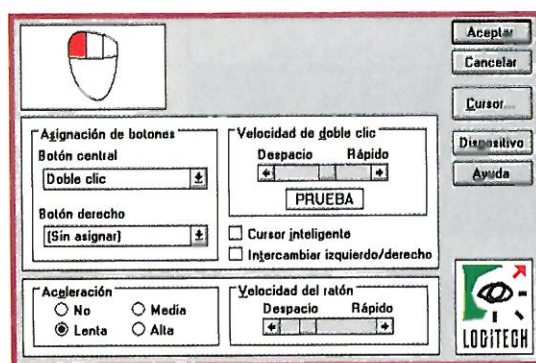 Aceptar
Cancelar
Cursor...
Dispositivo
Ayuda
Asignación de botones
Botón central
Doble clic
Botón derecho
(Sin asignar)
Velocidad de doble clic
Despacio Rápido
PRUEBA
Cursor inteligente
Intercambiar izquierdo/derecho
Aceleración
No Media
Lenta Alta
Velocidad del ratón
Despacio Rápido
LOGITECH